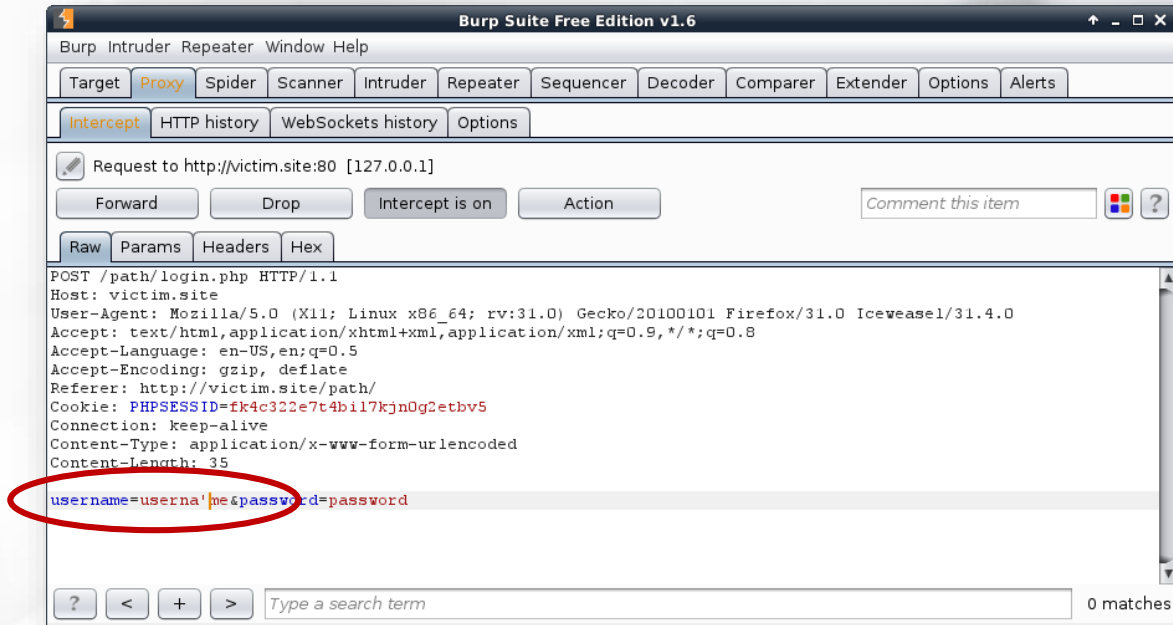 Burp Suite Free Edition v1.6
Burp Intruder Repeater Window Help
Target Proxy Spider Scanner Intruder Repeater Sequencer Decoder Comparer Extender Options Alerts
Intercept HTTP history WebSockets history Options
Request to http://victim.site:80 [127.0.0.1]
Forward Drop Intercept is on Action Comment this item ?
Raw Params Headers Hex
POST /path/login.php HTTP/1.1
Host: victim.site
User-Agent: Mozilla/5.0 (X11; Linux x86_64; rv:31.0) Gecko/20100101 Firefox/31.0 Iceweasel/31.4.0
Accept: text/html,application/xhtml+xml,application/xml;q=0.9,*/*;q=0.8
Accept-Language: en-US,en;q=0.5
Accept-Encoding: gzip, deflate
Referer: http://victim.site/path/
Cookie: PHPSESSID=fk4c322e7t4bil7kjn0g2etbv5
Connection: keep-alive
Content-Type: application/x-www-form-urlencoded
Content-Length: 35
username=userna'me&password=password
? < + > Type a search term 0 matches